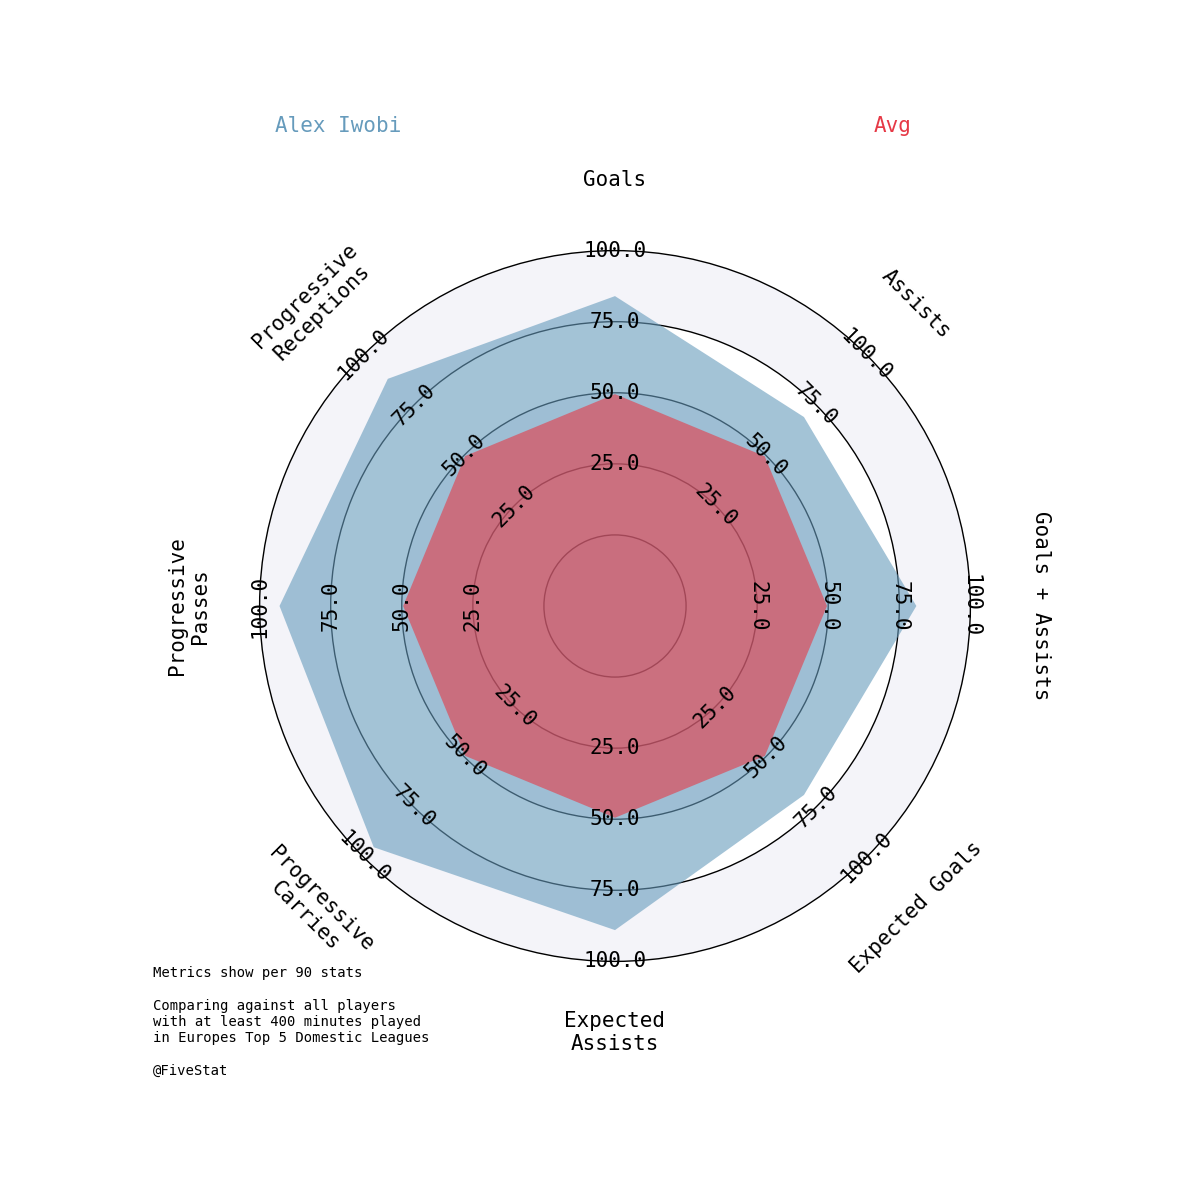 Alex Iwobi
Avg
Goals
Assists
Goals + Assists
Expected Goals
Expected
Assists
Progressive
Carries
Progressive
Passes
Progressive
Receptions
25.0
50.0
75.0
100.0
25.0
50.0
75.0
100.0
25.0
50.0
75.0
100.0
25.0
50.0
75.0
100.0
25.0
50.0
75.0
100.0
25.0
50.0
75.0
100.0
25.0
50.0
75.0
100.0
25.0
50.0
75.0
100.0
Metrics show per 90 stats
Comparing against all players
with at least 400 minutes played
in Europes Top 5 Domestic Leagues
@FiveStat